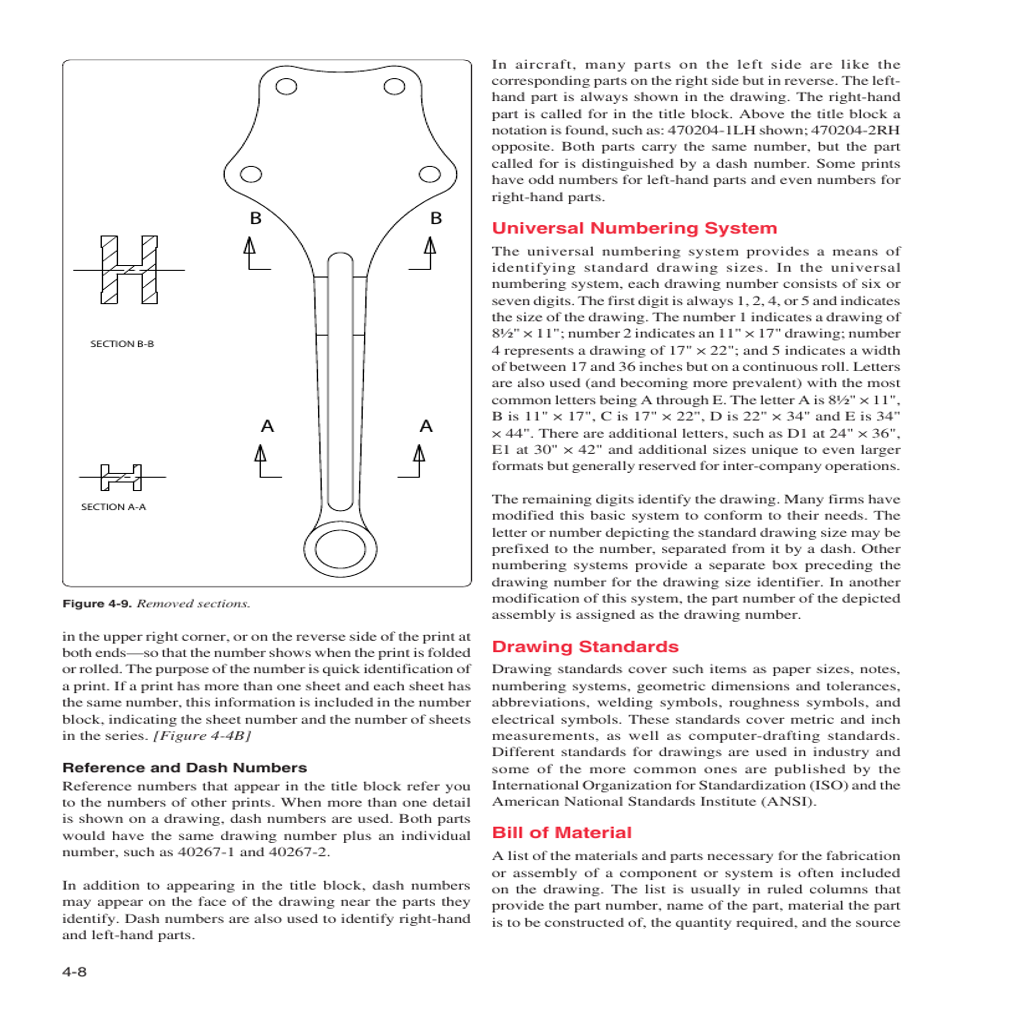 B B
SECTION B-B
A A
SECTION A-A
Figure 4-9. Removed sections.
in the upper right corner, or on the reverse side of the print at
both ends—so that the number shows when the print is folded
or rolled. The purpose of the number is quick identification of
a print. If a print has more than one sheet and each sheet has
the same number, this information is included in the number
block, indicating the sheet number and the number of sheets
in the series. [Figure 4-4B]
Reference and Dash Numbers
Reference numbers that appear in the title block refer you
to the numbers of other prints. When more than one detail
is shown on a drawing, dash numbers are used. Both parts
would have the same drawing number plus an individual
number, such as 40267-1 and 40267-2.
In addition to appearing in the title block, dash numbers
may appear on the face of the drawing near the parts they
identify. Dash numbers are also used to identify right-hand
and left-hand parts.
In aircraft, many parts on the left side are like the
corresponding parts on the right side but in reverse. The left-
hand part is always shown in the drawing. The right-hand
part is called for in the title block. Above the title block a
notation is found, such as: 470204-1LH shown; 470204-2RH
opposite. Both parts carry the same number, but the part
called for is distinguished by a dash number. Some prints
have odd numbers for left-hand parts and even numbers for
right-hand parts.
Universal Numbering System
The universal numbering system provides a means of
identifying standard drawing sizes. In the universal
numbering system, each drawing number consists of six or
seven digits. The first digit is always 1, 2, 4, or 5 and indicates
the size of the drawing. The number 1 indicates a drawing of
8½" × 11"; number 2 indicates an 11" × 17" drawing; number
4 represents a drawing of 17" × 22"; and 5 indicates a width
of between 17 and 36 inches but on a continuous roll. Letters
are also used (and becoming more prevalent) with the most
common letters being A through E. The letter A is 8½" × 11",
B is 11" × 17", C is 17" × 22", D is 22" × 34" and E is 34"
× 44". There are additional letters, such as D1 at 24" × 36",
E1 at 30" × 42" and additional sizes unique to even larger
formats but generally reserved for inter-company operations.
The remaining digits identify the drawing. Many firms have
modified this basic system to conform to their needs. The
letter or number depicting the standard drawing size may be
prefixed to the number, separated from it by a dash. Other
numbering systems provide a separate box preceding the
drawing number for the drawing size identifier. In another
modification of this system, the part number of the depicted
assembly is assigned as the drawing number.
Drawing Standards
Drawing standards cover such items as paper sizes, notes,
numbering systems, geometric dimensions and tolerances,
abbreviations, welding symbols, roughness symbols, and
electrical symbols. These standards cover metric and inch
measurements, as well as computer-drafting standards.
Different standards for drawings are used in industry and
some of the more common ones are published by the
International Organization for Standardization (ISO) and the
American National Standards Institute (ANSI).
Bill of Material
A list of the materials and parts necessary for the fabrication
or assembly of a component or system is often included
on the drawing. The list is usually in ruled columns that
provide the part number, name of the part, material the part
is to be constructed of, the quantity required, and the source
4-8